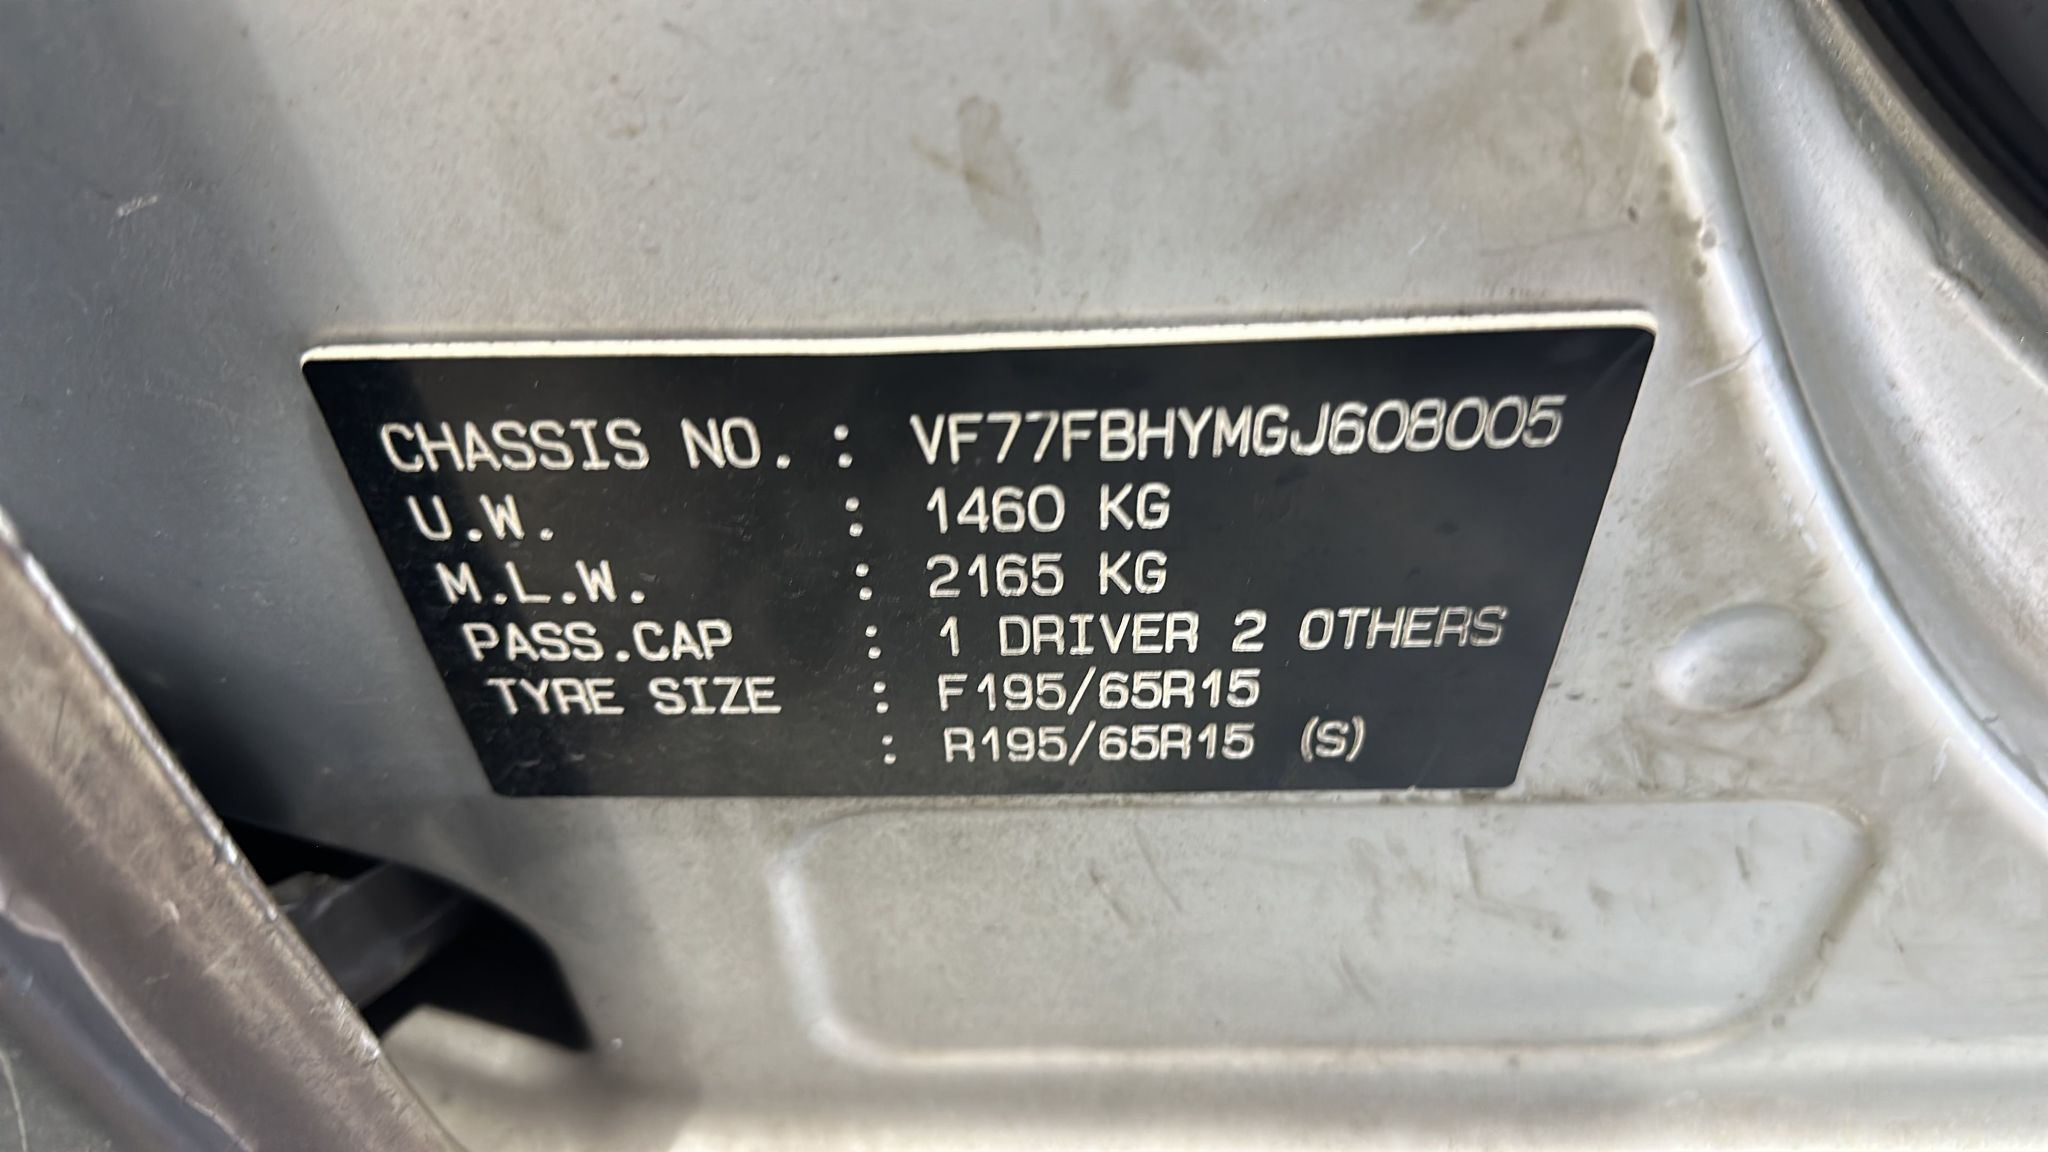 CHASSIS NO. : VF77FBHYMGJ608005
U.W. : 1460 KG
M.L.W. : 2165 KG
PASS.CAP : 1 DRIVER 2 OTHERS
TYRE SIZE : F195/65R15
: R195/65R15 (S)